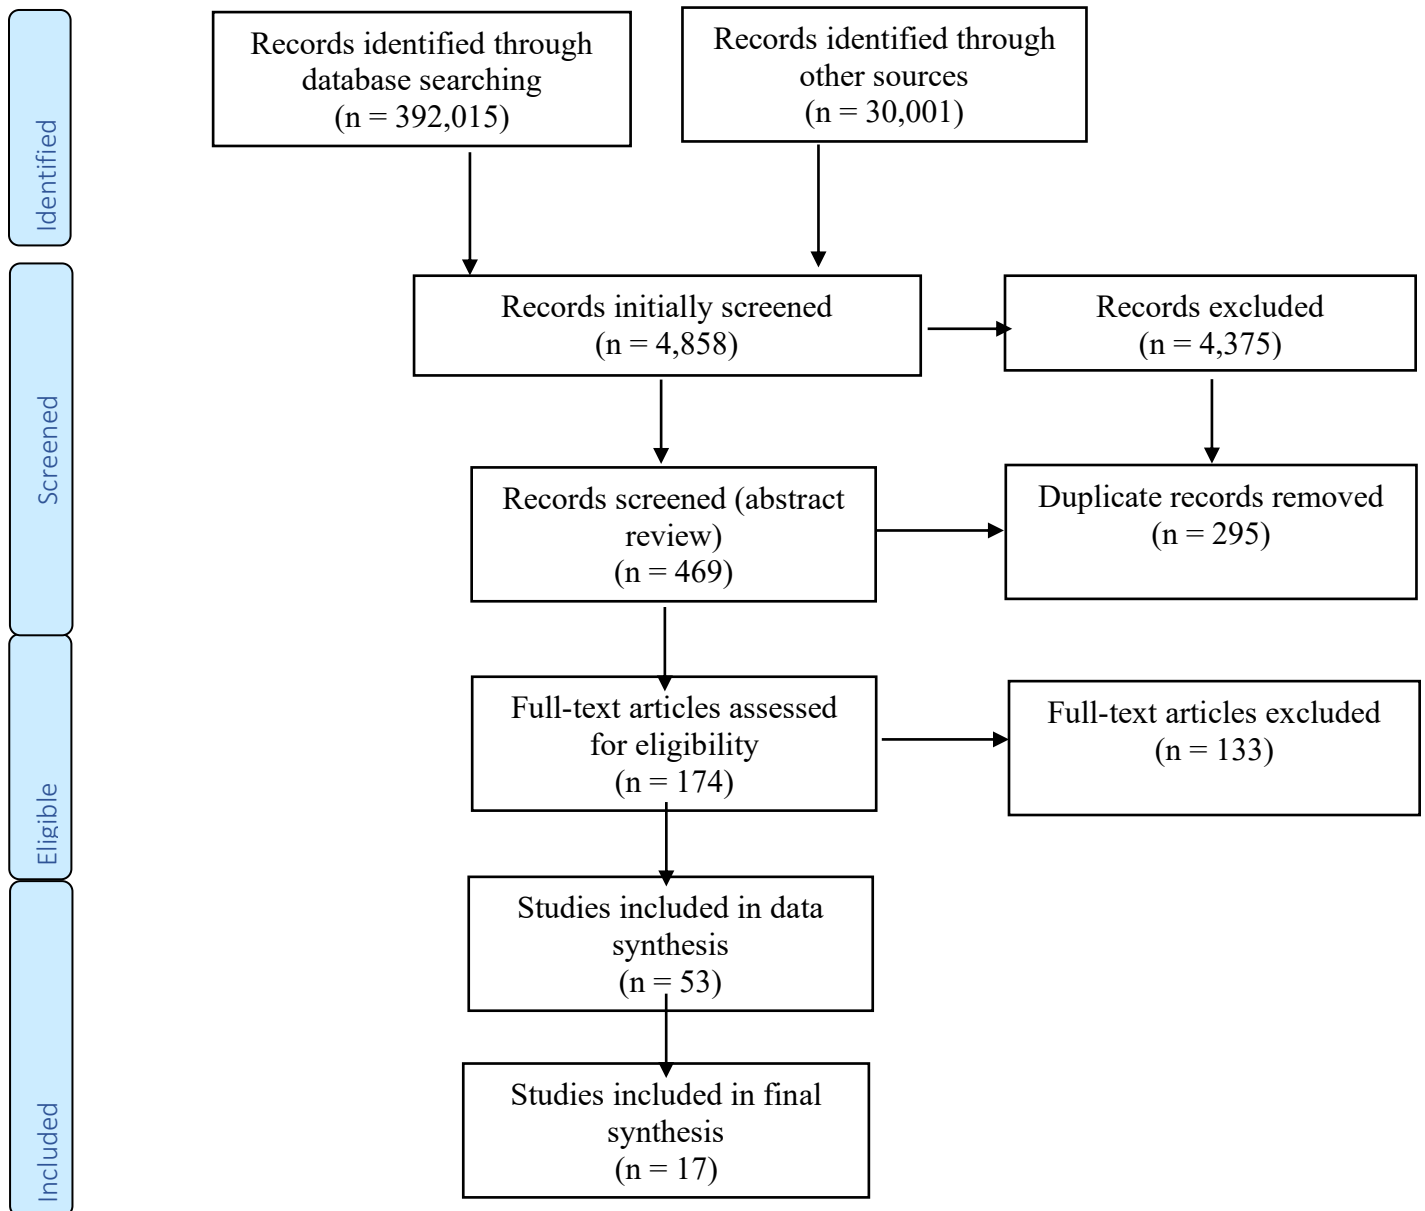 Identified
Records identified through
database searching
(n = 392,015)
Records identified through
other sources
(n = 30,001)
Screened
Records initially screened
(n = 4,858)
Records excluded
(n = 4,375)
Records screened (abstract
review)
(n = 469)
Duplicate records removed
(n = 295)
Eligible
Full-text articles assessed
for eligibility
(n = 174)
Full-text articles excluded
(n = 133)
Included
Studies included in data
synthesis
(n = 53)
Studies included in final
synthesis
(n = 17)